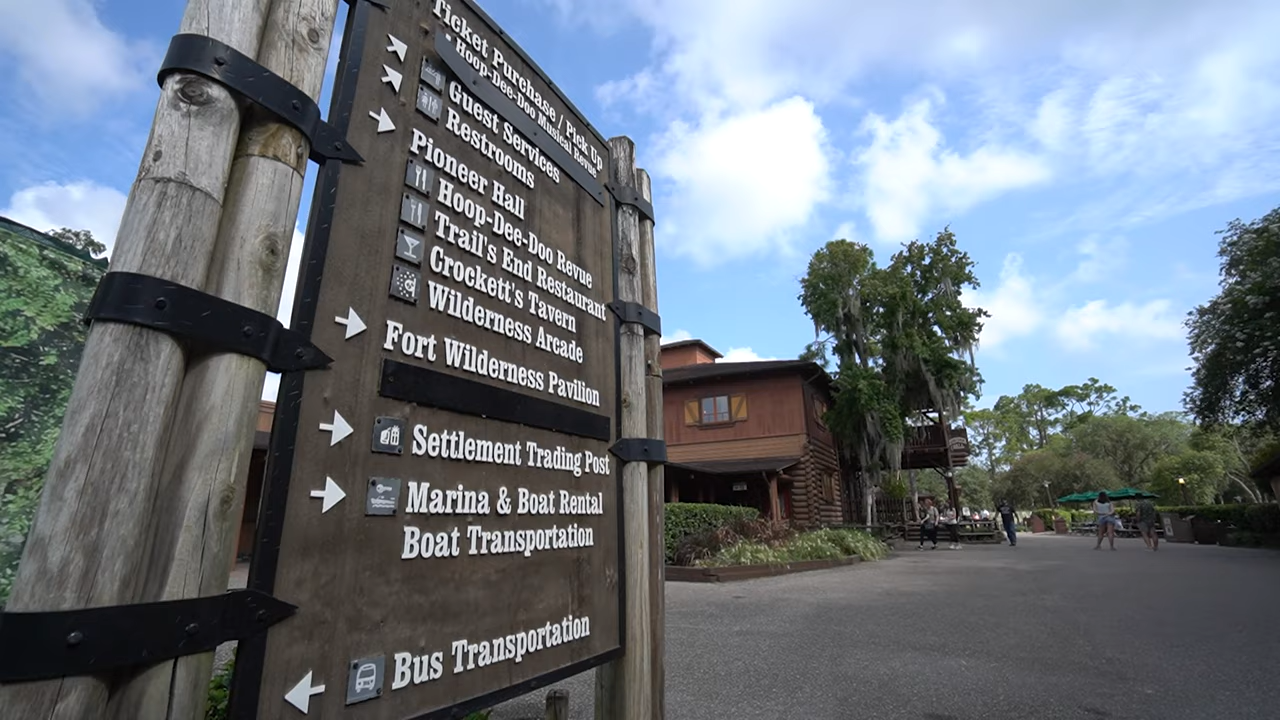 Ticket Purchase / Pick Up
• Hoop-Dee-Doo Musical Revue
Guest Services
Restrooms
Pioneer Hall
Hoop-Dee-Doo Revue
Trail's End Restaurant
Crockett's Tavern
Wilderness Arcade
Fort Wilderness Pavilion
Settlement Trading Post
Marina & Boat Rental
Boat Transportation
Bus Transportation